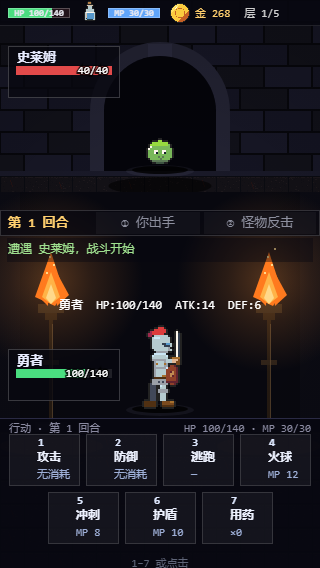 HP 100/140 MP 30/30 金 268 层 1/5
史莱姆
40/40
第 1 回合 ① 你出手 ② 怪物反击
遭遇 史莱姆，战斗开始
勇者 HP:100/140 ATK:14 DEF:6
勇者
100/140
行动 · 第 1 回合 HP 100/140 · MP 30/30
1 2 3 4
攻击 防御 逃跑 火球
无消耗 无消耗 — MP 12
5 6 7
冲刺 护盾 用药
MP 8 MP 10 ×0
1-7 或点击